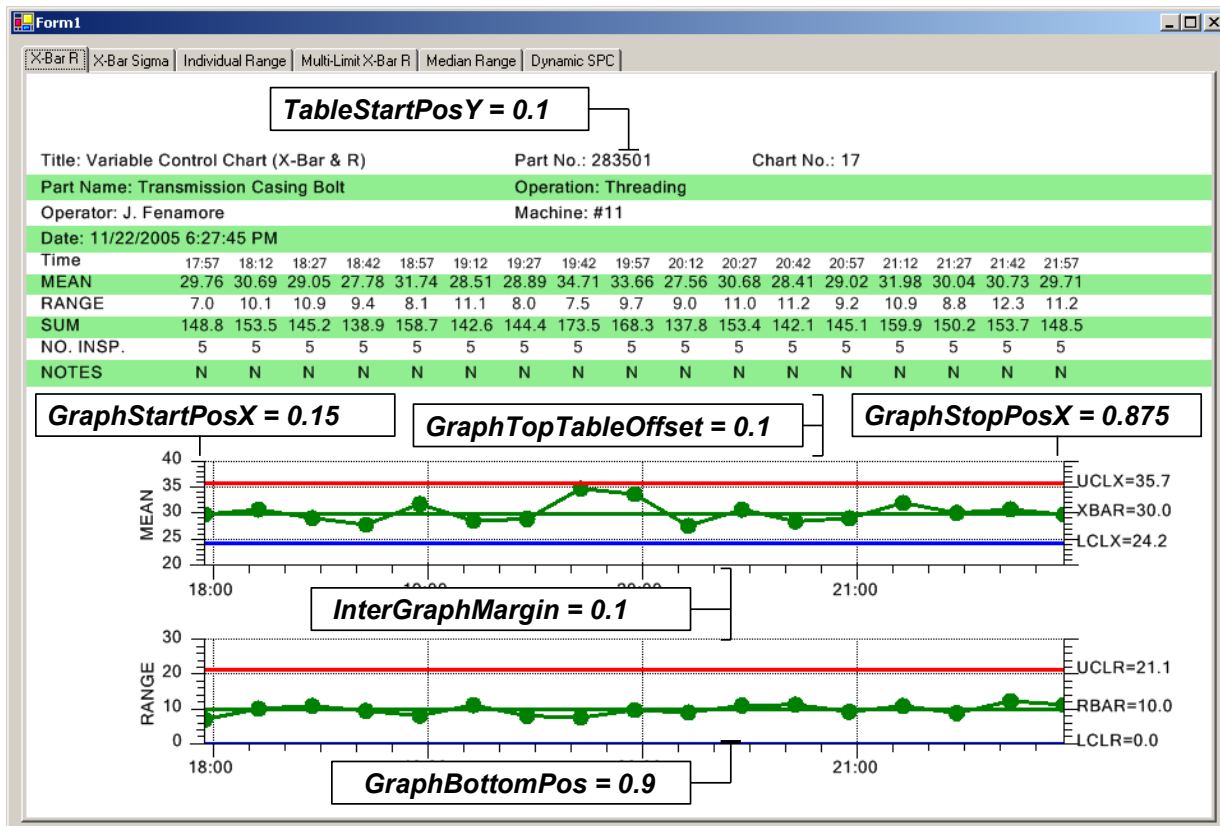 Form1
X-Bar R X-Bar Sigma Individual Range Multi-Limit X-Bar R Median Range Dynamic SPC
TableStartPosY = 0.1
Title: Variable Control Chart (X-Bar & R) Part No.: 283501 Chart No.: 17
Part Name: Transmission Casing Bolt Operation: Threading
Operator: J. Fenamore Machine: #11
Date: 11/22/2005 6:27:45 PM
Time 17:57 18:12 18:27 18:42 18:57 19:12 19:27 19:42 19:57 20:12 20:27 20:42 20:57 21:12 21:27 21:42 21:57
MEAN 29.76 30.69 29.05 27.78 31.74 28.51 28.89 34.71 33.66 27.56 30.68 28.41 29.02 31.98 30.04 30.73 29.71
RANGE 7.0 10.1 10.9 9.4 8.1 11.1 8.0 7.5 9.7 9.0 11.0 11.2 9.2 10.9 8.8 12.3 11.2
SUM 148.8 153.5 145.2 138.9 158.7 142.6 144.4 173.5 168.3 137.8 153.4 142.1 145.1 159.9 150.2 153.7 148.5
NO. INSP. 5 5 5 5 5 5 5 5 5 5 5 5 5 5 5 5 5
NOTES N N N N N N N N N N N N N N N N N
GraphStartPosX = 0.15 GraphTopTableOffset = 0.1 GraphStopPosX = 0.875
40
35 UCLX=35.7
MEAN
30 XBAR=30.0
25 LCLX=24.2
20
18:00 19:00 20:00 21:00
InterGraphMargin = 0.1
30
20 UCLR=21.1
RANGE
10 RBAR=10.0
0 LCLR=0.0
18:00 21:00
GraphBottomPos = 0.9